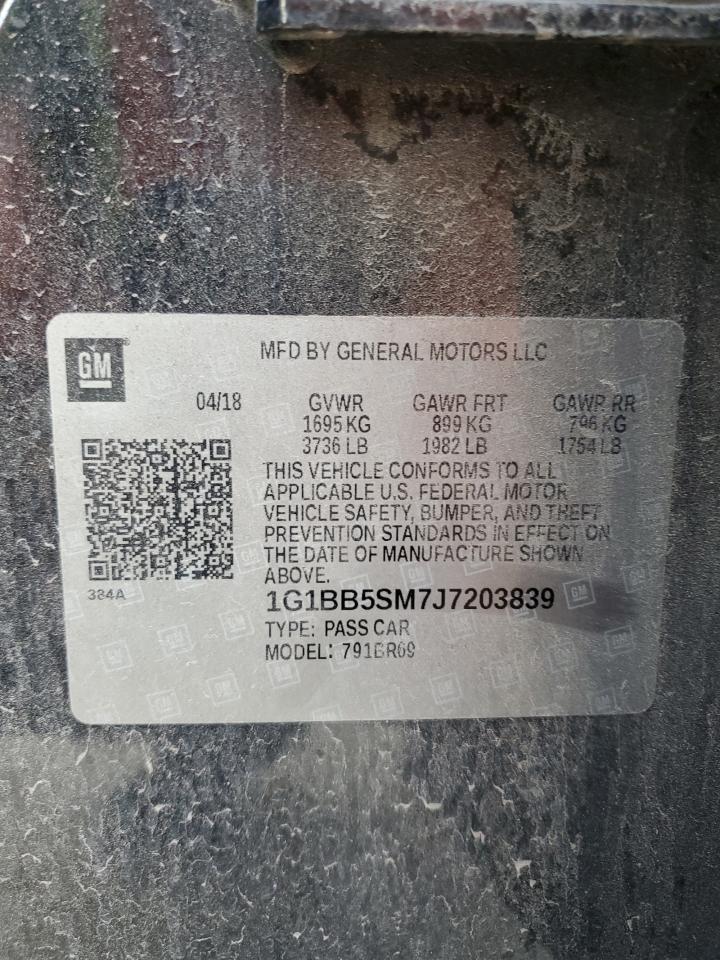 GM
MFD BY GENERAL MOTORS LLC
04/18 GVWR GAWR FRT GAWR RR
1695 KG 899 KG 796 KG
3736 LB 1982 LB 1754 LB
THIS VEHICLE CONFORMS TO ALL
APPLICABLE U.S. FEDERAL MOTOR
VEHICLE SAFETY, BUMPER, AND THEFT
PREVENTION STANDARDS IN EFFECT ON
THE DATE OF MANUFACTURE SHOWN
ABOVE.
384A
1G1BB5SM7J7203839
TYPE: PASS CAR
MODEL: 791BR69